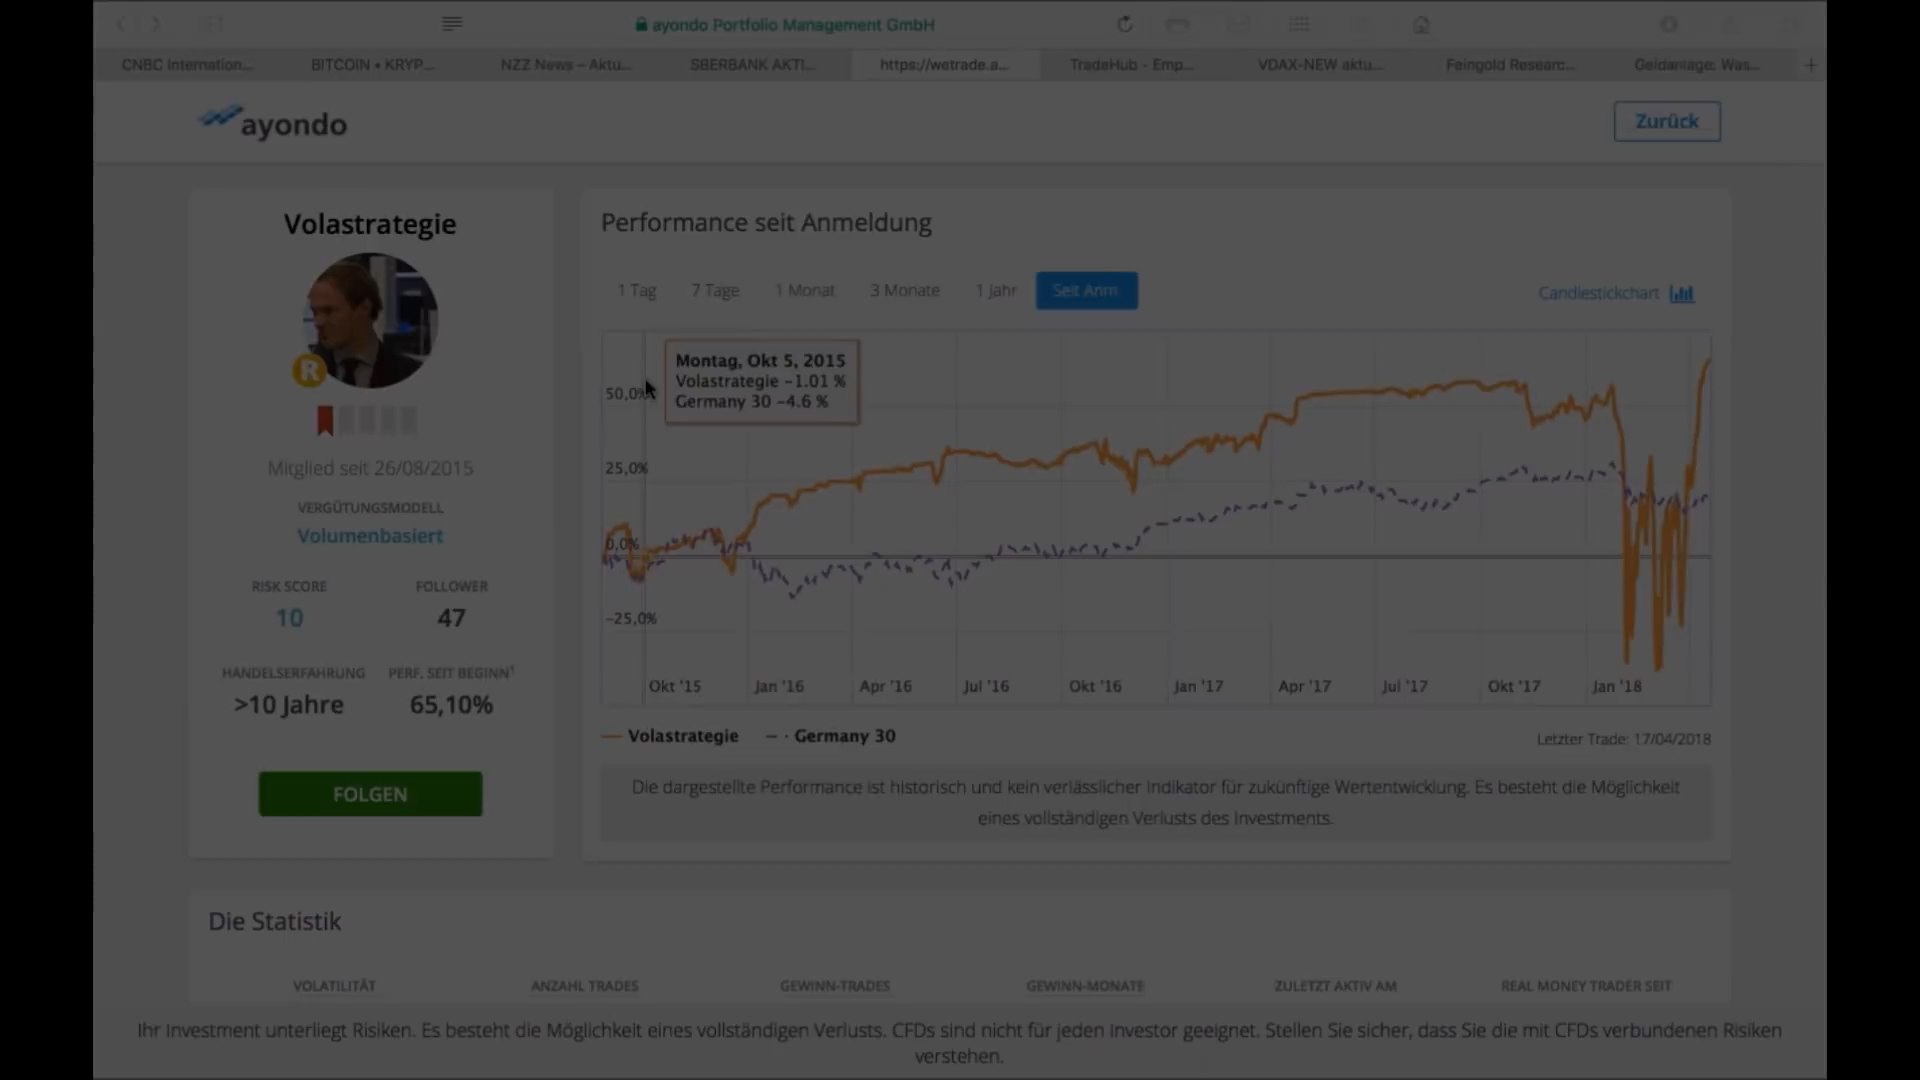 ayondo Portfolio Management GmbH
CNBC Internation...
BITCOIN • KRYP...
NZZ News – Aktu...
SBERBANK AKTI...
https://wetrade.a...
TradeHub - Emp...
VDAX-NEW aktu...
Feingold Researc...
Geldanlage: Was...
ayondo
Zurück
Volastrategie
R
Mitglied seit 26/08/2015
VERGÜTUNGSMODELL
Volumenbasiert
RISK SCORE FOLLOWER
10 47
HANDELSERFAHRUNG PERF. SEIT BEGINN¹
>10 Jahre 65,10%
FOLGEN
Performance seit Anmeldung
1 Tag 7 Tage 1 Monat 3 Monate 1 Jahr Seit Anm.
Candlestickchart
Montag, Okt 5, 2015
Volastrategie -1.01 %
Germany 30 -4.6 %
50,0%
25,0%
0,0%
-25,0%
Okt '15 Jan '16 Apr '16 Jul '16 Okt '16 Jan '17 Apr '17 Jul '17 Okt '17 Jan '18
Volastrategie Germany 30
Letzter Trade: 17/04/2018
Die dargestellte Performance ist historisch und kein verlässlicher Indikator für zukünftige Wertentwicklung. Es besteht die Möglichkeit
eines vollständigen Verlusts des Investments.
Die Statistik
VOLATILITÄT ANZAHL TRADES GEWINN-TRADES GEWINN-MONATE ZULETZT AKTIV AM REAL MONEY TRADER SEIT
Ihr Investment unterliegt Risiken. Es besteht die Möglichkeit eines vollständigen Verlusts. CFDs sind nicht für jeden Investor geeignet. Stellen Sie sicher, dass Sie die mit CFDs verbundenen Risiken
verstehen.